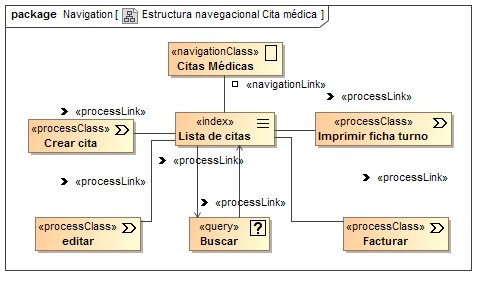 package Navigation [ Estructura navegacional Cita médica ]
«navigationClass»
Citas Médicas
«navigationLink»
«processLink»
«processLink»
«processClass»
Crear cita
«index»
Lista de citas
«processClass»
Imprimir ficha turno
«processLink»
«processLink»
«processLink»
«processLink»
«processClass»
editar
«query»
Buscar
«processClass»
Facturar